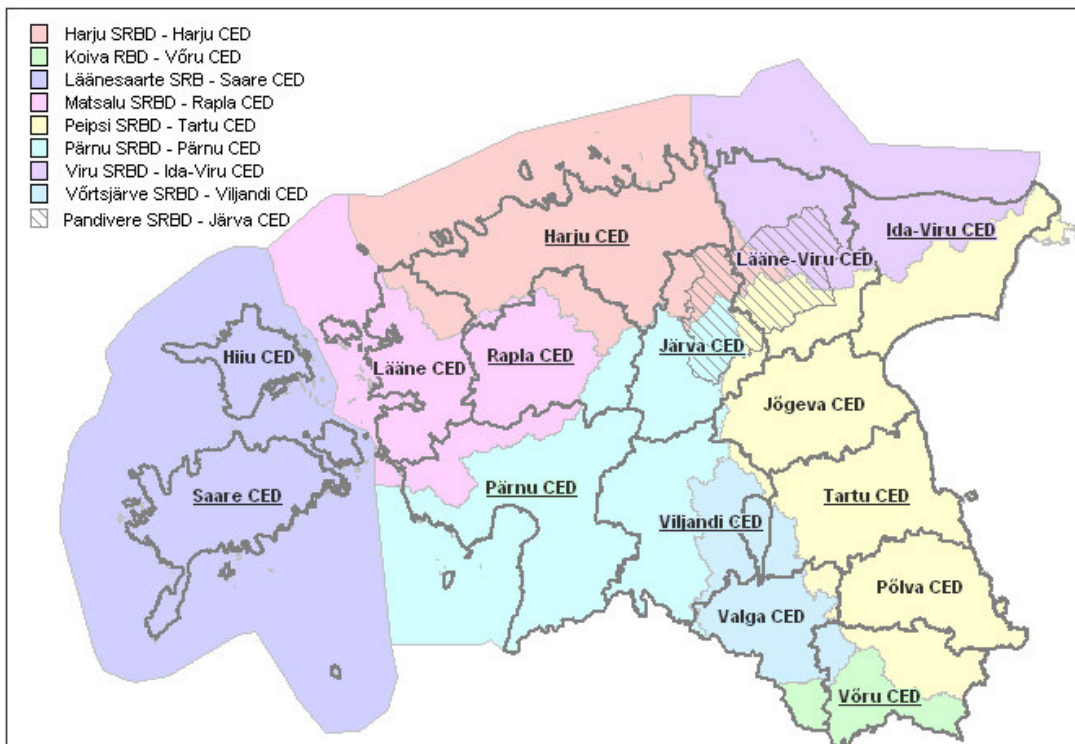 Harju SRBD - Harju CED
Koiva RBD - Võru CED
Läänesaarte SRB - Saare CED
Matsalu SRBD - Rapla CED
Peipsi SRBD - Tartu CED
Pärnu SRBD - Pärnu CED
Viru SRBD - Ida-Viru CED
Võrtsjärve SRBD - Viljandi CED
Pandivere SRBD - Järva CED
Harju CED
Ida-Viru CED
Lääne-Viru CED
Hiiu CED
Lääne CED
Rapla CED
Järva CED
Jõgeva CED
Saare CED
Pärnu CED
Tartu CED
Viljandi CED
Põlva CED
Valga CED
Võru CED